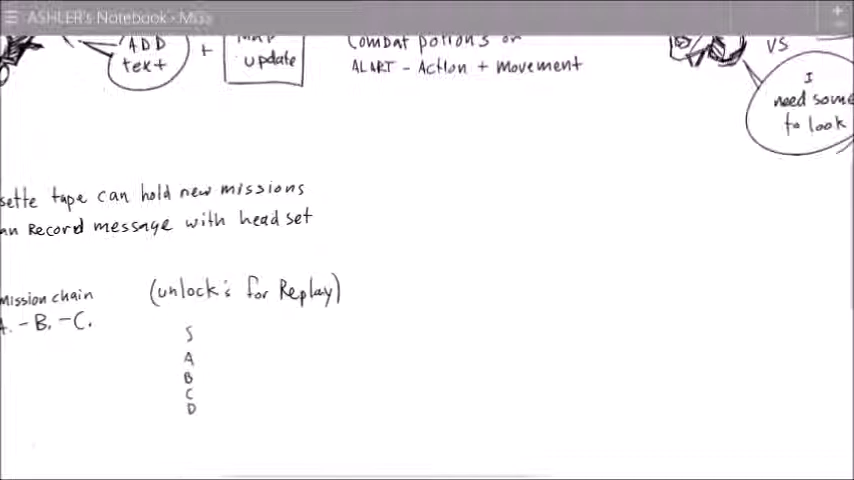 ASHLER's Notebook - Miss
ADD
text
+
update
Combat potions or
ALART - Action + movement
VS
I
need some
to look
sette tape can hold new missions
an Record message with head set
mission chain
A. - B. - C.
(unlock's for Replay)
S
A
B
C
D